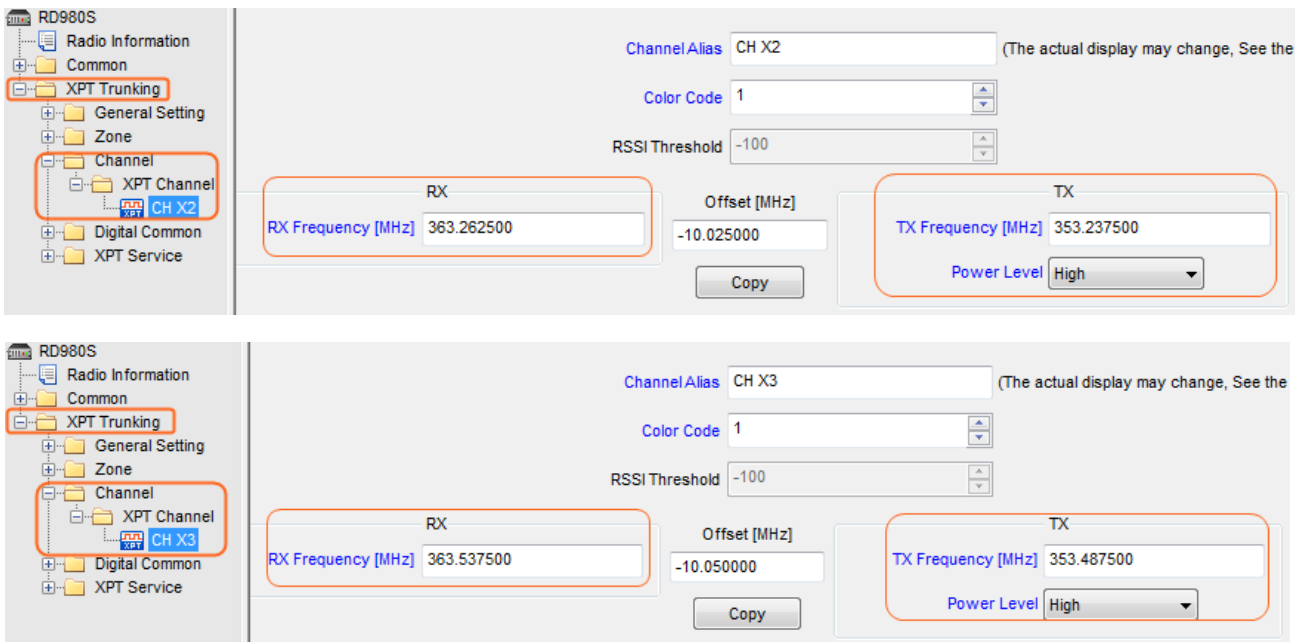 RD980S
Radio Information
Common
XPT Trunking
General Setting
Zone
Channel
XPT Channel
XPT CH X2
Digital Common
XPT Service
Channel Alias CH X2 (The actual display may change, See the
Color Code 1
RSSI Threshold -100
RX
RX Frequency [MHz] 363.262500
Offset [MHz]
-10.025000
Copy
TX
TX Frequency [MHz] 353.237500
Power Level High
RD980S
Radio Information
Common
XPT Trunking
General Setting
Zone
Channel
XPT Channel
XPT CH X3
Digital Common
XPT Service
Channel Alias CH X3 (The actual display may change, See the
Color Code 1
RSSI Threshold -100
RX
RX Frequency [MHz] 363.537500
Offset [MHz]
-10.050000
Copy
TX
TX Frequency [MHz] 353.487500
Power Level High